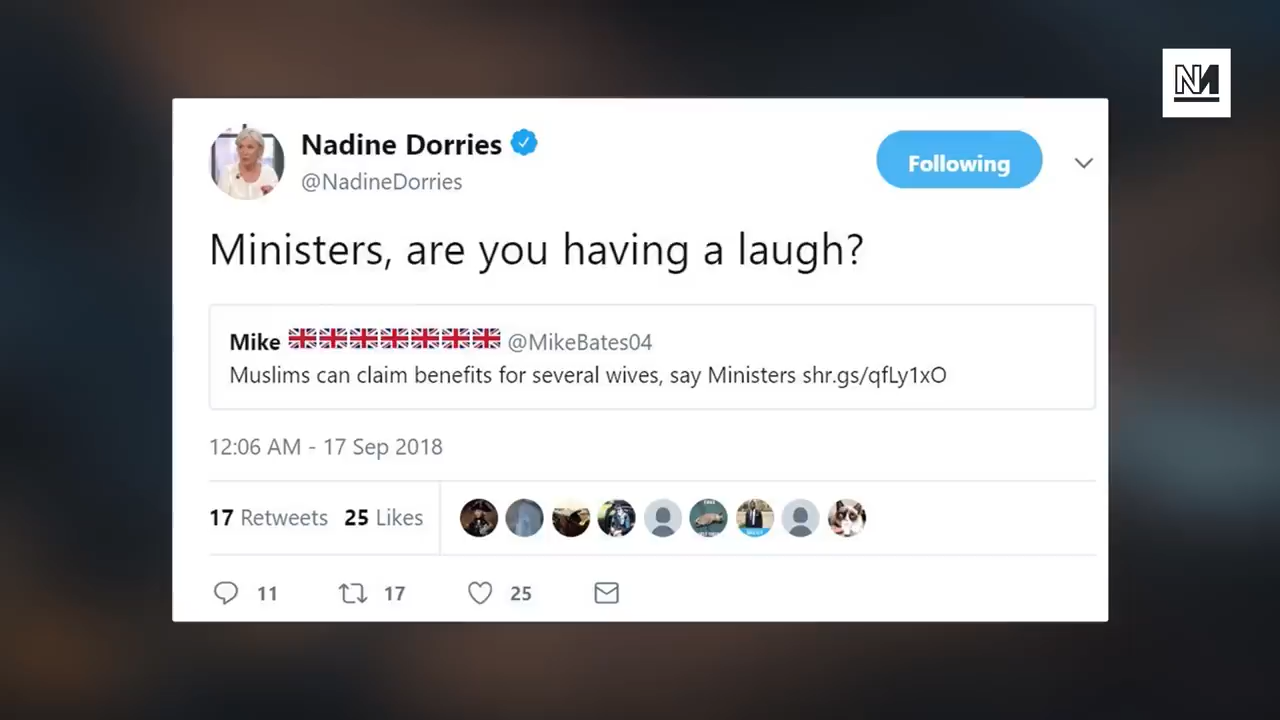 NM
Nadine Dorries
@NadineDorries
Following
Ministers, are you having a laugh?
Mike 🇬🇧🇬🇧🇬🇧🇬🇧🇬🇧🇬🇧🇬🇧 @MikeBates04
Muslims can claim benefits for several wives, say Ministers shr.gs/qfLy1xO
12:06 AM - 17 Sep 2018
17 Retweets 25 Likes
11 17 25